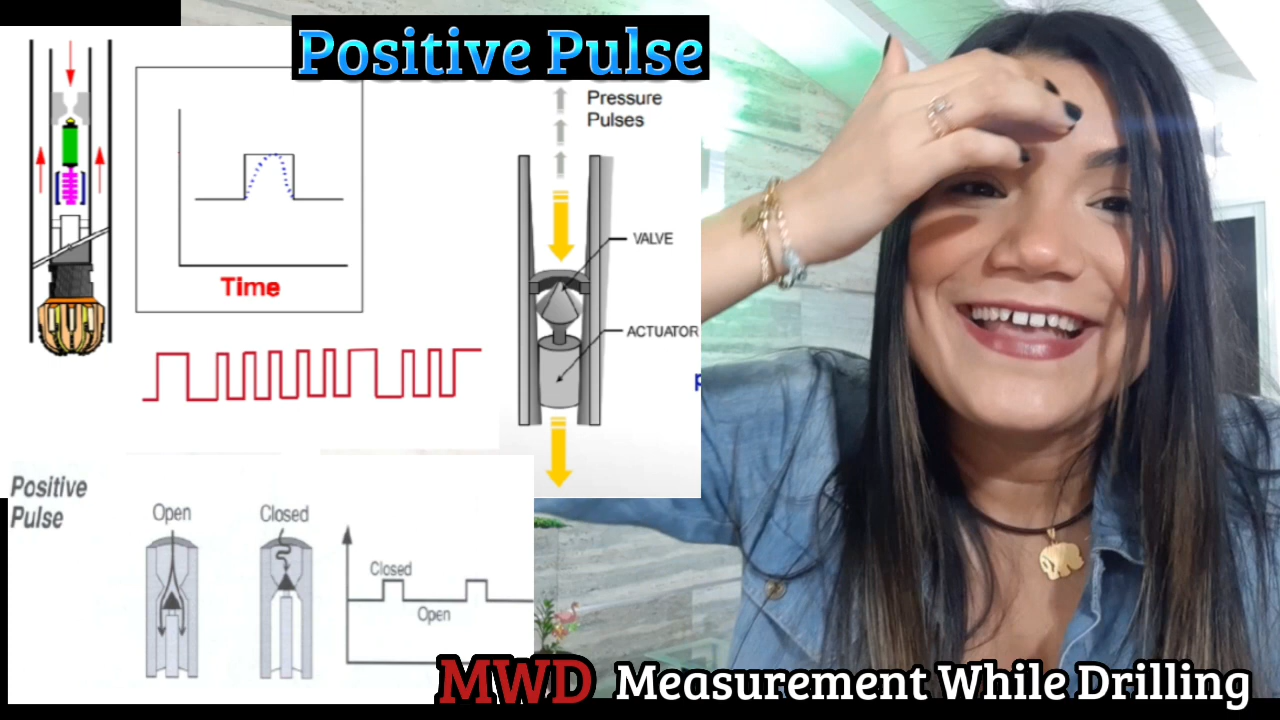 Positive Pulse
Pressure
Pulses
VALVE
ACTUATOR
Time
p
Positive
Pulse
Open
Closed
Closed
Open
MWD Measurement While Drilling